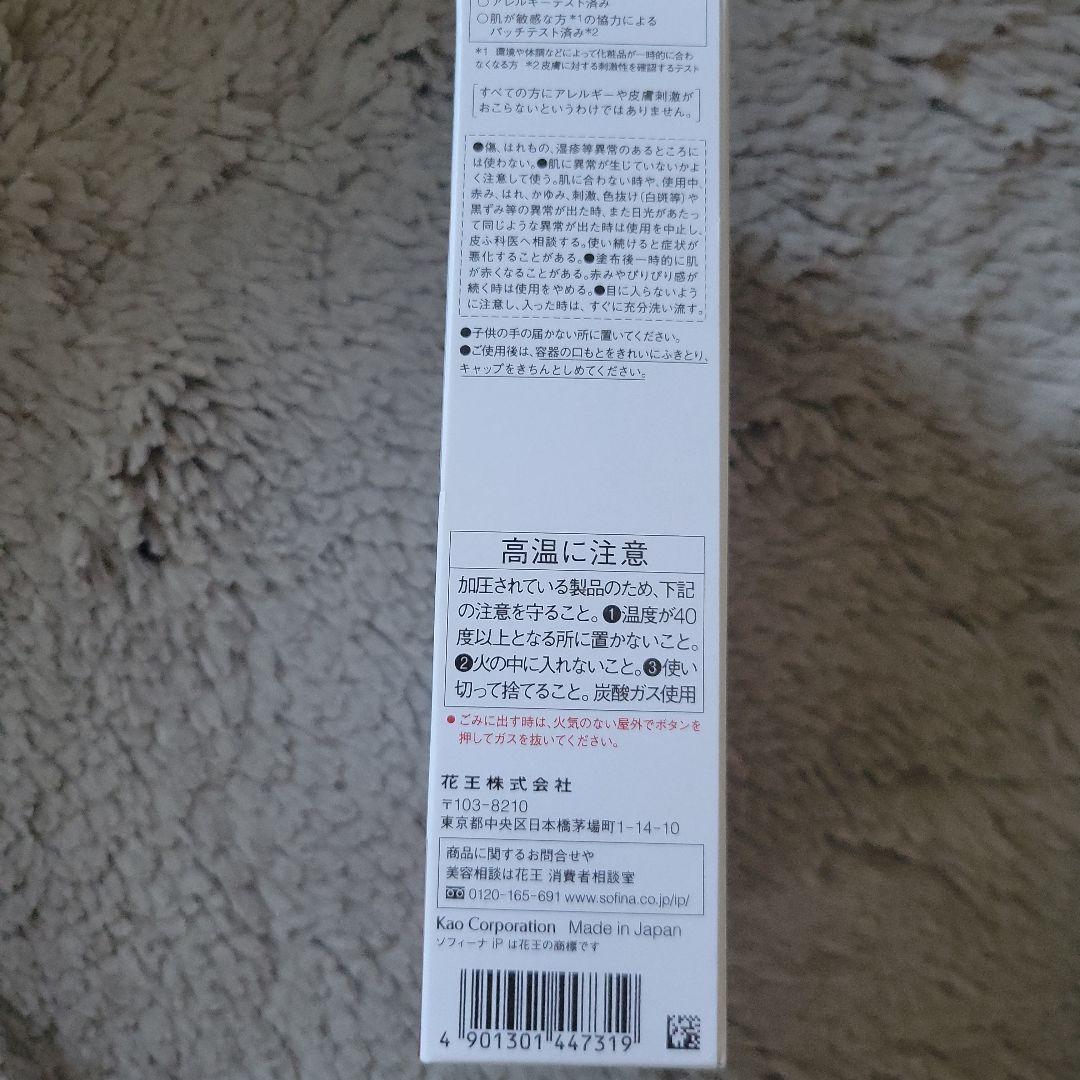 ○アレルギーテスト済み
○肌が敏感な方*1の協力による
パッチテスト済み*2
*1 環境や体調などによって化粧品が一時的に合わ
なくなる方 *2 皮膚に対する刺激性を確認するテスト
すべての方にアレルギーや皮膚刺激が
おこらないというわけではありません。
●傷、はれもの、湿疹等異常のあるところに
は使わない。●肌に異常が生じていないかよ
く注意して使う。肌に合わない時や、使用中
赤み、はれ、かゆみ、刺激、色抜け(白斑等)や
黒ずみ等の異常が出た時、また日光があたっ
て同じような異常が出た時は使用を中止し、
皮ふ科医へ相談する。使い続けると症状が
悪化することがある。●塗布後一時的に肌
が赤くなることがある。赤みやぴりぴり感が
続く時は使用をやめる。●目に入らないよう
に注意し、入った時は、すぐに充分洗い流す。
●子供の手の届かない所に置いてください。
●ご使用後は、容器の口もとをきれいにふきとり、
キャップをきちんとしめてください。
高温に注意
加圧されている製品のため、下記
の注意を守ること。❶温度が40
度以上となる所に置かないこと。
❷火の中に入れないこと。❸使い
切って捨てること。炭酸ガス使用
●ごみに出す時は、火気のない屋外でボタンを
押してガスを抜いてください。
花王株式会社
〒103-8210
東京都中央区日本橋茅場町1-14-10
商品に関するお問合せや
美容相談は花王 消費者相談室
0120-165-691 www.sofina.co.jp/ip/
Kao Corporation Made in Japan
ソフィーナ iP は花王の商標です
4 901301 447319